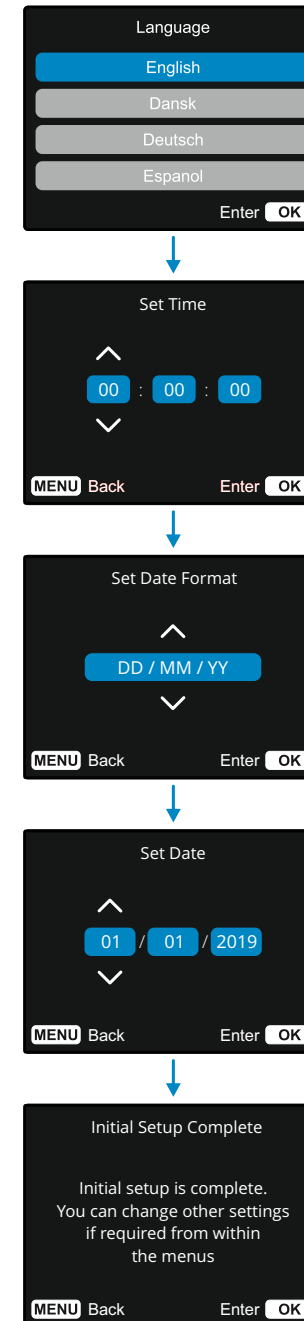 Language
English
Dansk
Deutsch
Espanol
Enter OK
Set Time
00 : 00 : 00
MENU Back Enter OK
Set Date Format
DD / MM / YY
MENU Back Enter OK
Set Date
01 / 01 / 2019
MENU Back Enter OK
Initial Setup Complete
Initial setup is complete.
You can change other settings
if required from within
the menus
MENU Back Enter OK